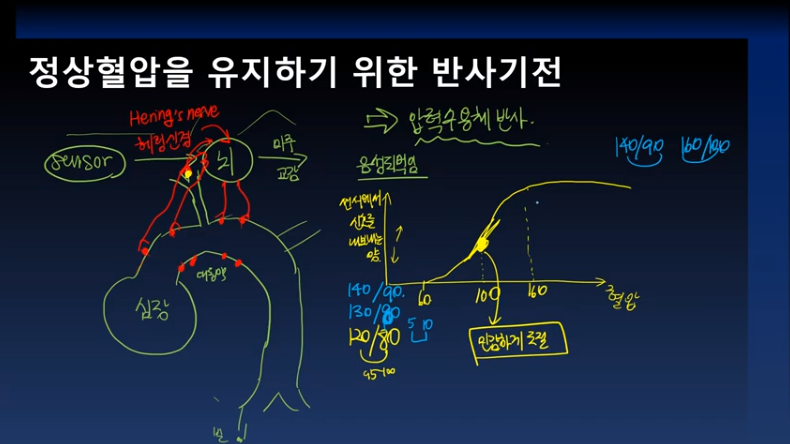 정상혈압을 유지하기 위한 반사기전
Hering's nerve
헤링신경
sensor
뇌
미주
교감
⇒ 압력수용체 반사.
음성되먹임
140/90 160/100
센서에서
신호를
내보내는
양.
60 100 160 혈압
140/90.
130/80
120/80
5 10
95~100
민감하게 조절
대동맥
심장